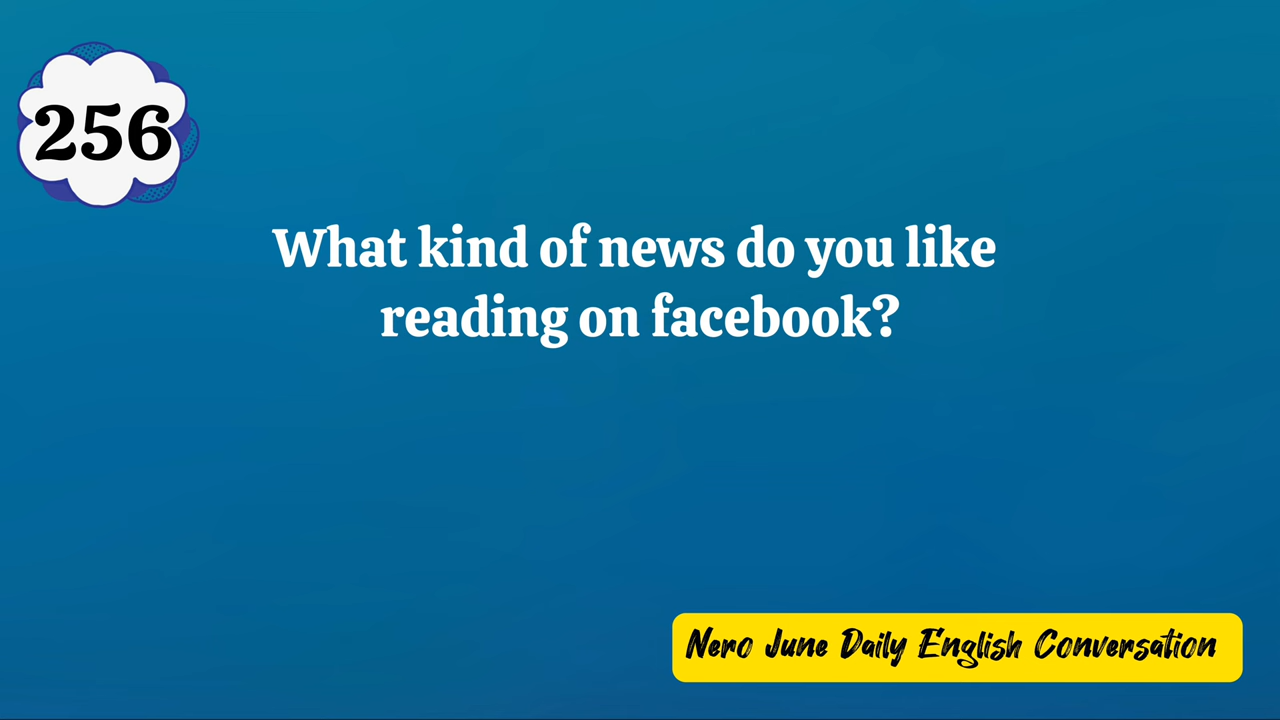 256
What kind of news do you like
reading on facebook?
Nero June Daily English Conversation